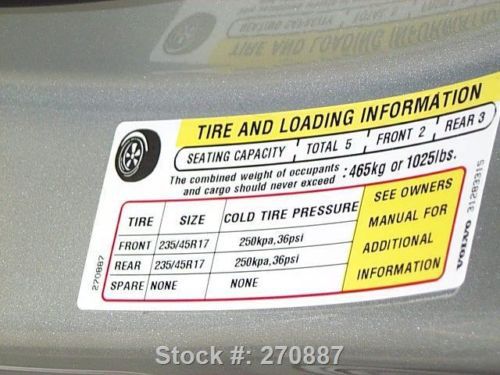 TIRE AND LOADING INFORMATION
SEATING CAPACITY TOTAL 5 FRONT 2 REAR 3
The combined weight of occupants and cargo should never exceed : 465kg or 1025lbs.
TIRE SIZE COLD TIRE PRESSURE
FRONT 235/45R17 250kpa,36psi
REAR 235/45R17 250kpa,36psi
SPARE NONE NONE
SEE OWNERS
MANUAL FOR
ADDITIONAL
INFORMATION
270887
VOLVO 31283315
Stock #: 270887